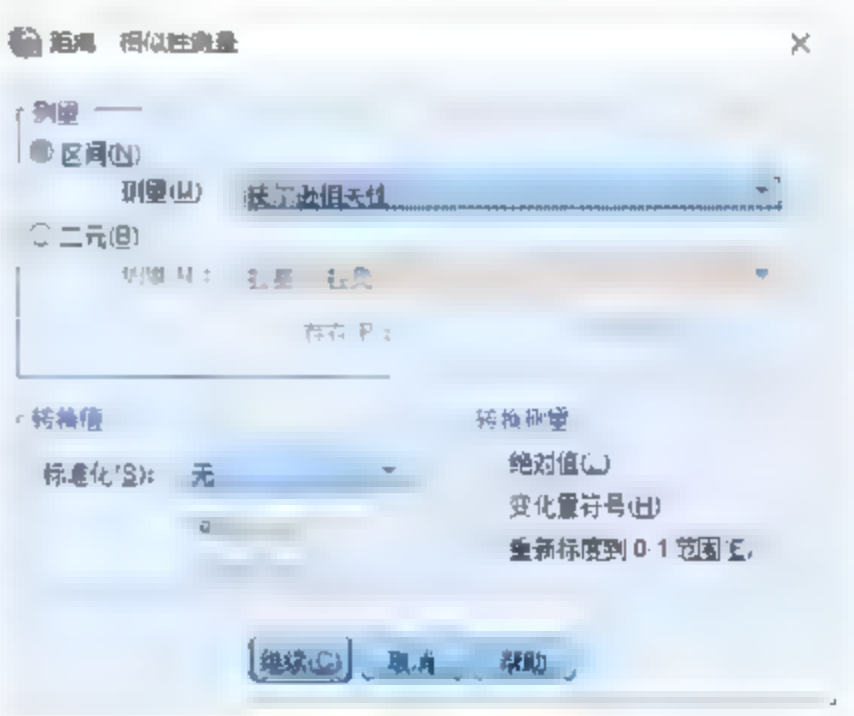 距离 相似性测量
测量
区间(N)
测量(M)
二元(B)
转换值
转换测量
标准化(S): 无
绝对值(L)
变化量符号(H)
重新标度到 0-1 范围(E)
继续(C) 取消 帮助